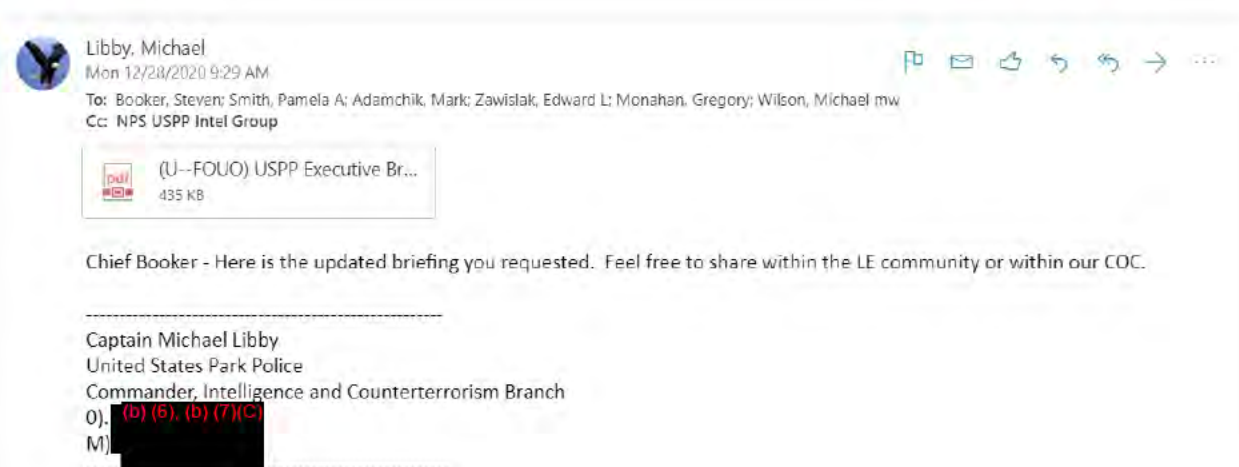 Libby, Michael
Mon 12/28/2020 9:29 AM
To: Booker, Steven; Smith, Pamela A; Adamchik, Mark; Zawislak, Edward L; Monahan, Gregory; Wilson, Michael mw
Cc: NPS USPP Intel Group
pdf
(U--FOUO) USPP Executive Br...
435 KB
Chief Booker - Here is the updated briefing you requested. Feel free to share within the LE community or within our COC.
-----------------------------------------------------
Captain Michael Libby
United States Park Police
Commander, Intelligence and Counterterrorism Branch
O). (b) (6), (b) (7)(C)
M)